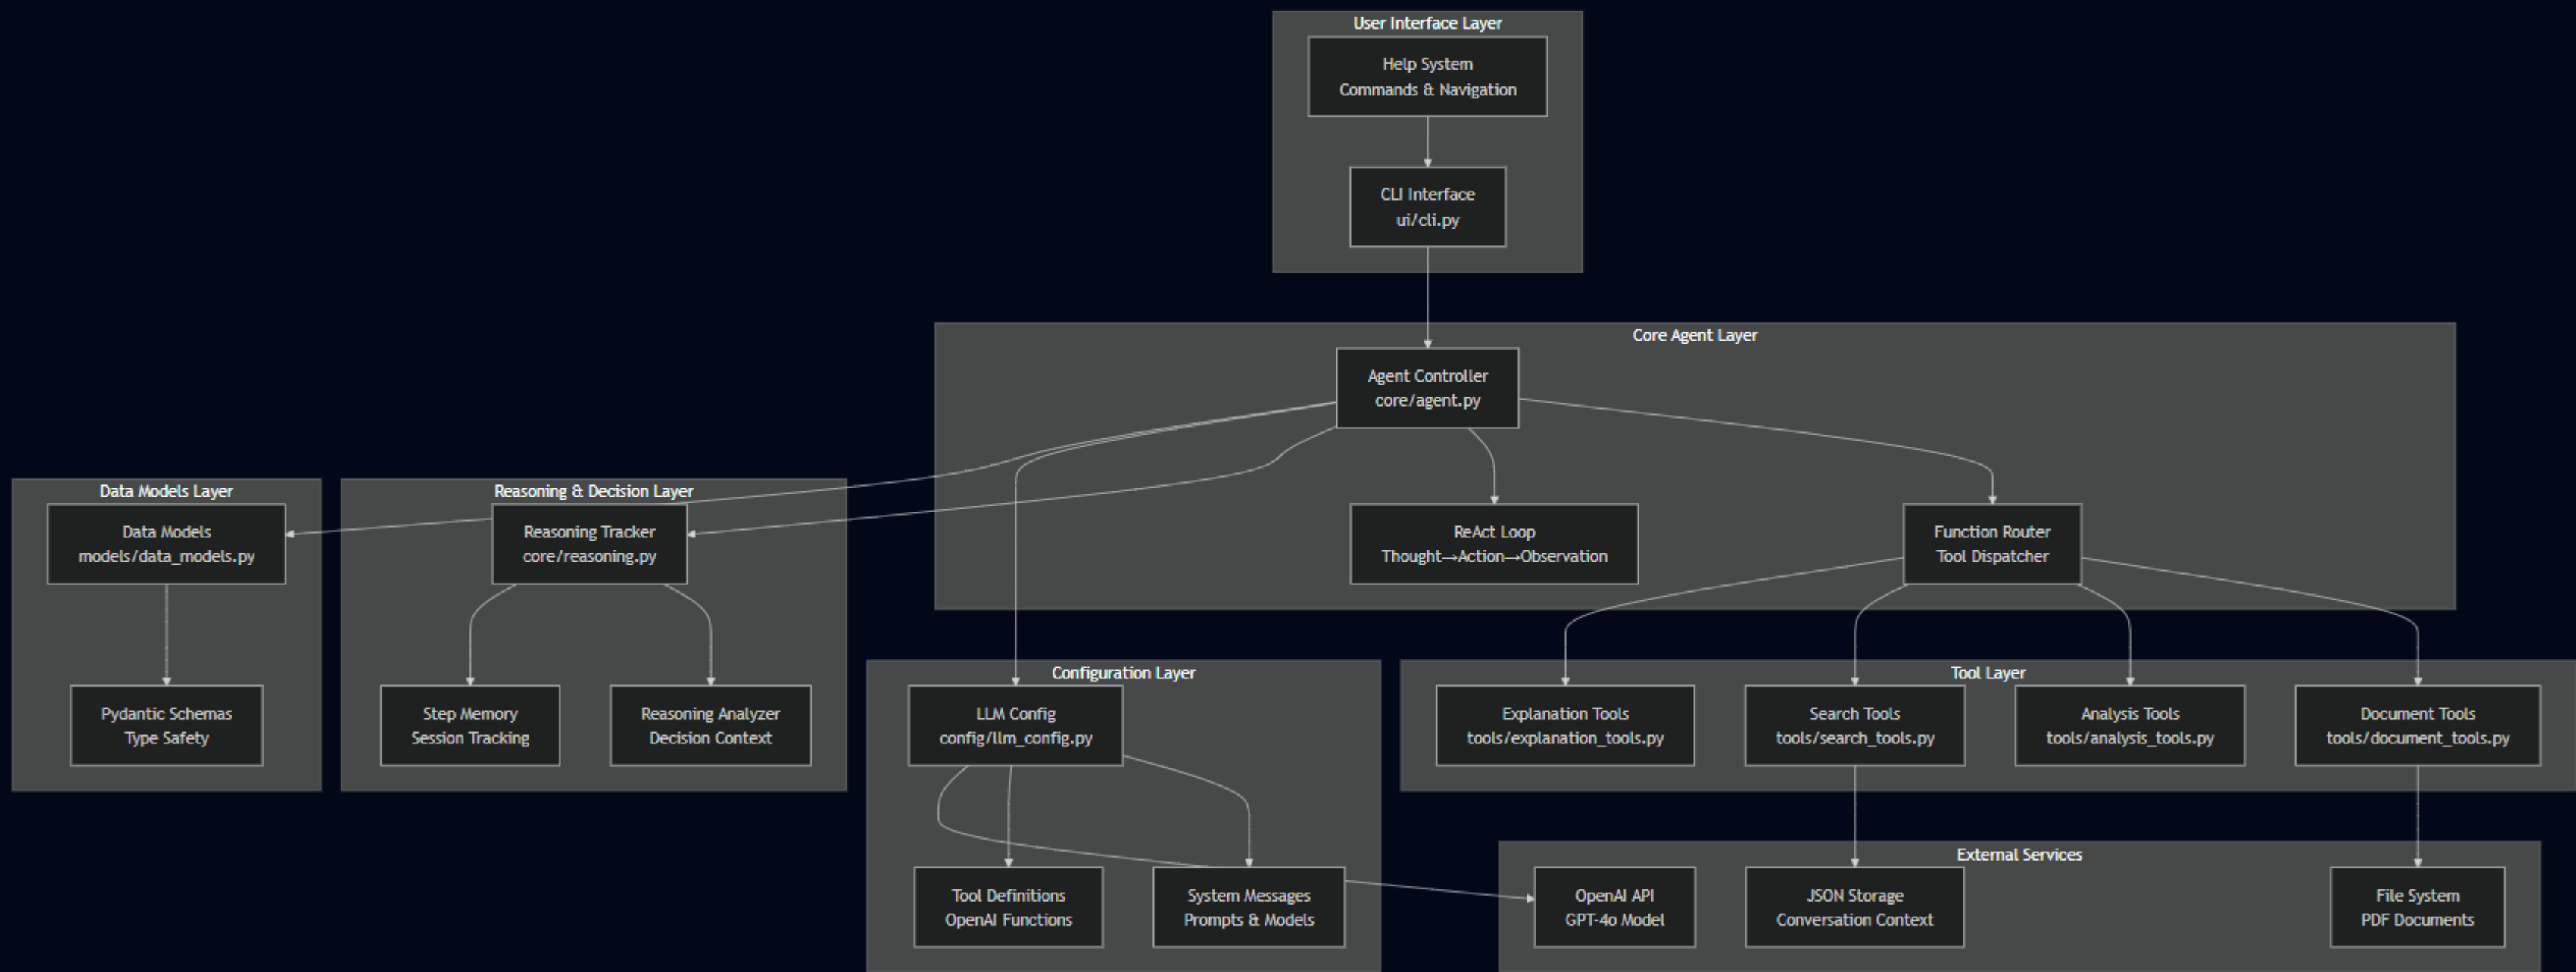 User Interface Layer
Help System
Commands & Navigation
CLI Interface
ui/cli.py
Core Agent Layer
Agent Controller
core/agent.py
Data Models Layer
Data Models
models/data_models.py
Pydantic Schemas
Type Safety
Reasoning & Decision Layer
Reasoning Tracker
core/reasoning.py
Step Memory
Session Tracking
Reasoning Analyzer
Decision Context
ReAct Loop
Thought→Action→Observation
Function Router
Tool Dispatcher
Configuration Layer
LLM Config
config/llm_config.py
Tool Definitions
OpenAI Functions
System Messages
Prompts & Models
Tool Layer
Explanation Tools
tools/explanation_tools.py
Search Tools
tools/search_tools.py
Analysis Tools
tools/analysis_tools.py
Document Tools
tools/document_tools.py
External Services
OpenAI API
GPT-4o Model
JSON Storage
Conversation Context
File System
PDF Documents